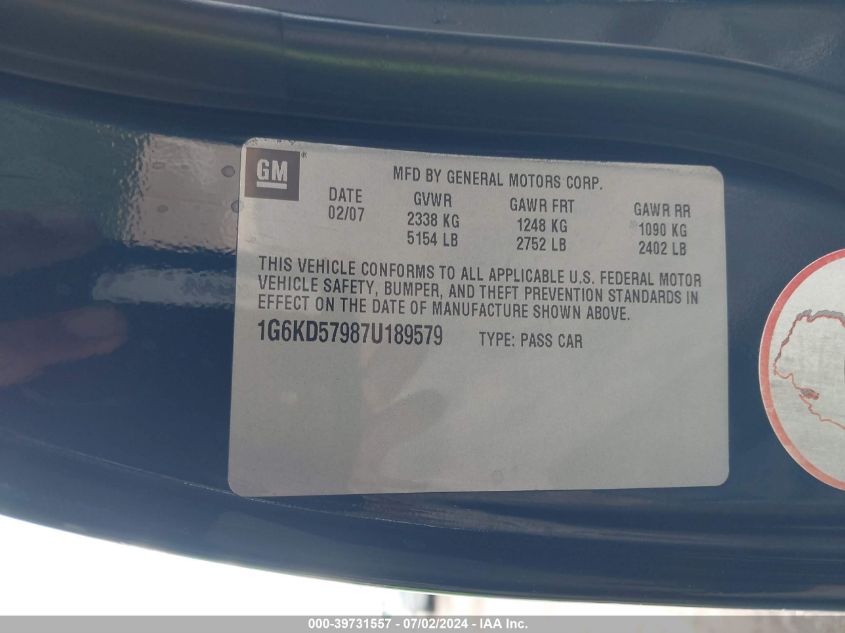 GM
MFD BY GENERAL MOTORS CORP.
DATE GVWR GAWR FRT GAWR RR
02/07 2338 KG 1248 KG 1090 KG
5154 LB 2752 LB 2402 LB
THIS VEHICLE CONFORMS TO ALL APPLICABLE U.S. FEDERAL MOTOR
VEHICLE SAFETY, BUMPER, AND THEFT PREVENTION STANDARDS IN
EFFECT ON THE DATE OF MANUFACTURE SHOWN ABOVE.
1G6KD57987U189579 TYPE: PASS CAR
000-39731557 - 07/02/2024 - IAA Inc.